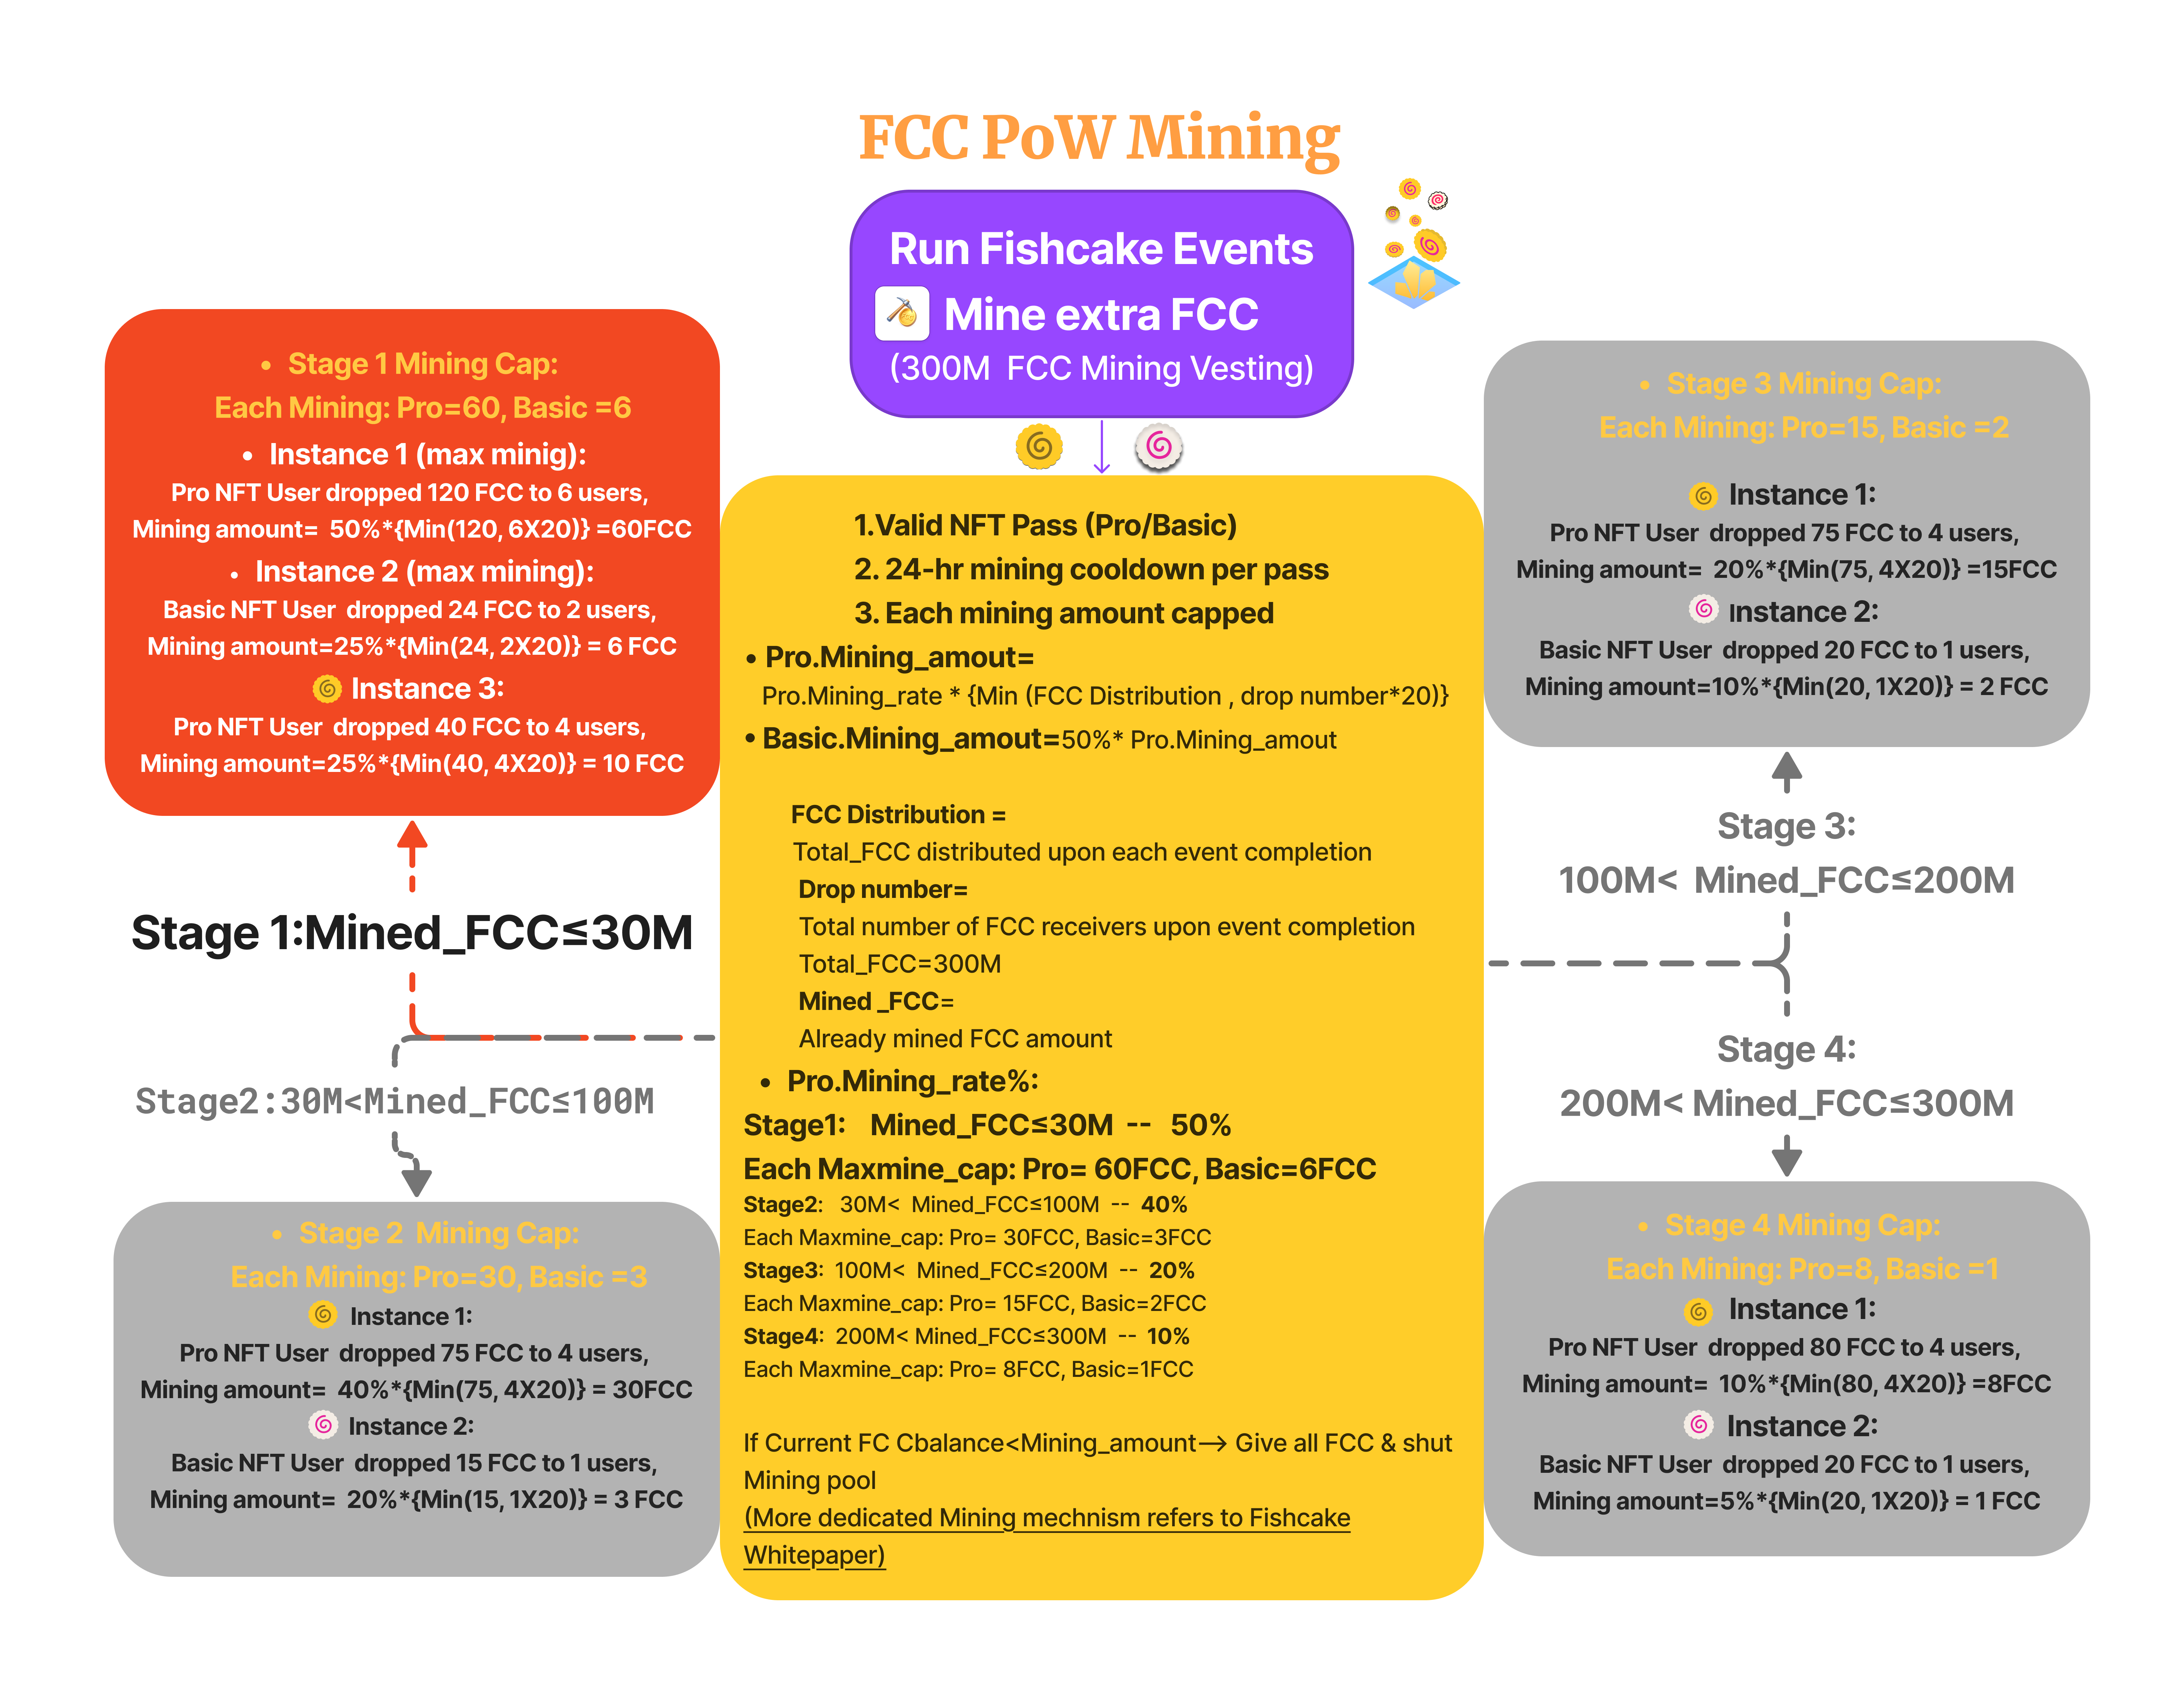 FCC PoW Mining
Run Fishcake Events
Mine extra FCC
(300M FCC Mining Vesting)
• Stage 1 Mining Cap:
Each Mining: Pro=60, Basic =6
• Instance 1 (max minig):
Pro NFT User dropped 120 FCC to 6 users,
Mining amount= 50%*{Min(120, 6X20)} =60FCC
• Instance 2 (max mining):
Basic NFT User dropped 24 FCC to 2 users,
Mining amount=25%*{Min(24, 2X20)} = 6 FCC
Instance 3:
Pro NFT User dropped 40 FCC to 4 users,
Mining amount=25%*{Min(40, 4X20)} = 10 FCC
Stage 1:Mined_FCC≤30M
Stage2:30M<Mined_FCC≤100M
• Stage 2 Mining Cap:
Each Mining: Pro=30, Basic =3
Instance 1:
Pro NFT User dropped 75 FCC to 4 users,
Mining amount= 40%*{Min(75, 4X20)} = 30FCC
Instance 2:
Basic NFT User dropped 15 FCC to 1 users,
Mining amount= 20%*{Min(15, 1X20)} = 3 FCC
1.Valid NFT Pass (Pro/Basic)
2. 24-hr mining cooldown per pass
3. Each mining amount capped
• Pro.Mining_amout=
Pro.Mining_rate * {Min (FCC Distribution , drop number*20)}
• Basic.Mining_amout=50%* Pro.Mining_amout
FCC Distribution =
Total_FCC distributed upon each event completion
Drop number=
Total number of FCC receivers upon event completion
Total_FCC=300M
Mined _FCC=
Already mined FCC amount
• Pro.Mining_rate%:
Stage1: Mined_FCC≤30M -- 50%
Each Maxmine_cap: Pro= 60FCC, Basic=6FCC
Stage2: 30M< Mined_FCC≤100M -- 40%
Each Maxmine_cap: Pro= 30FCC, Basic=3FCC
Stage3: 100M< Mined_FCC≤200M -- 20%
Each Maxmine_cap: Pro= 15FCC, Basic=2FCC
Stage4: 200M< Mined_FCC≤300M -- 10%
Each Maxmine_cap: Pro= 8FCC, Basic=1FCC
If Current FC Cbalance<Mining_amount—> Give all FCC & shut
Mining pool
(More dedicated Mining mechnism refers to Fishcake
Whitepaper)
• Stage 3 Mining Cap:
Each Mining: Pro=15, Basic =2
Instance 1:
Pro NFT User dropped 75 FCC to 4 users,
Mining amount= 20%*{Min(75, 4X20)} =15FCC
Instance 2:
Basic NFT User dropped 20 FCC to 1 users,
Mining amount=10%*{Min(20, 1X20)} = 2 FCC
Stage 3:
100M< Mined_FCC≤200M
Stage 4:
200M< Mined_FCC≤300M
• Stage 4 Mining Cap:
Each Mining: Pro=8, Basic =1
Instance 1:
Pro NFT User dropped 80 FCC to 4 users,
Mining amount= 10%*{Min(80, 4X20)} =8FCC
Instance 2:
Basic NFT User dropped 20 FCC to 1 users,
Mining amount=5%*{Min(20, 1X20)} = 1 FCC